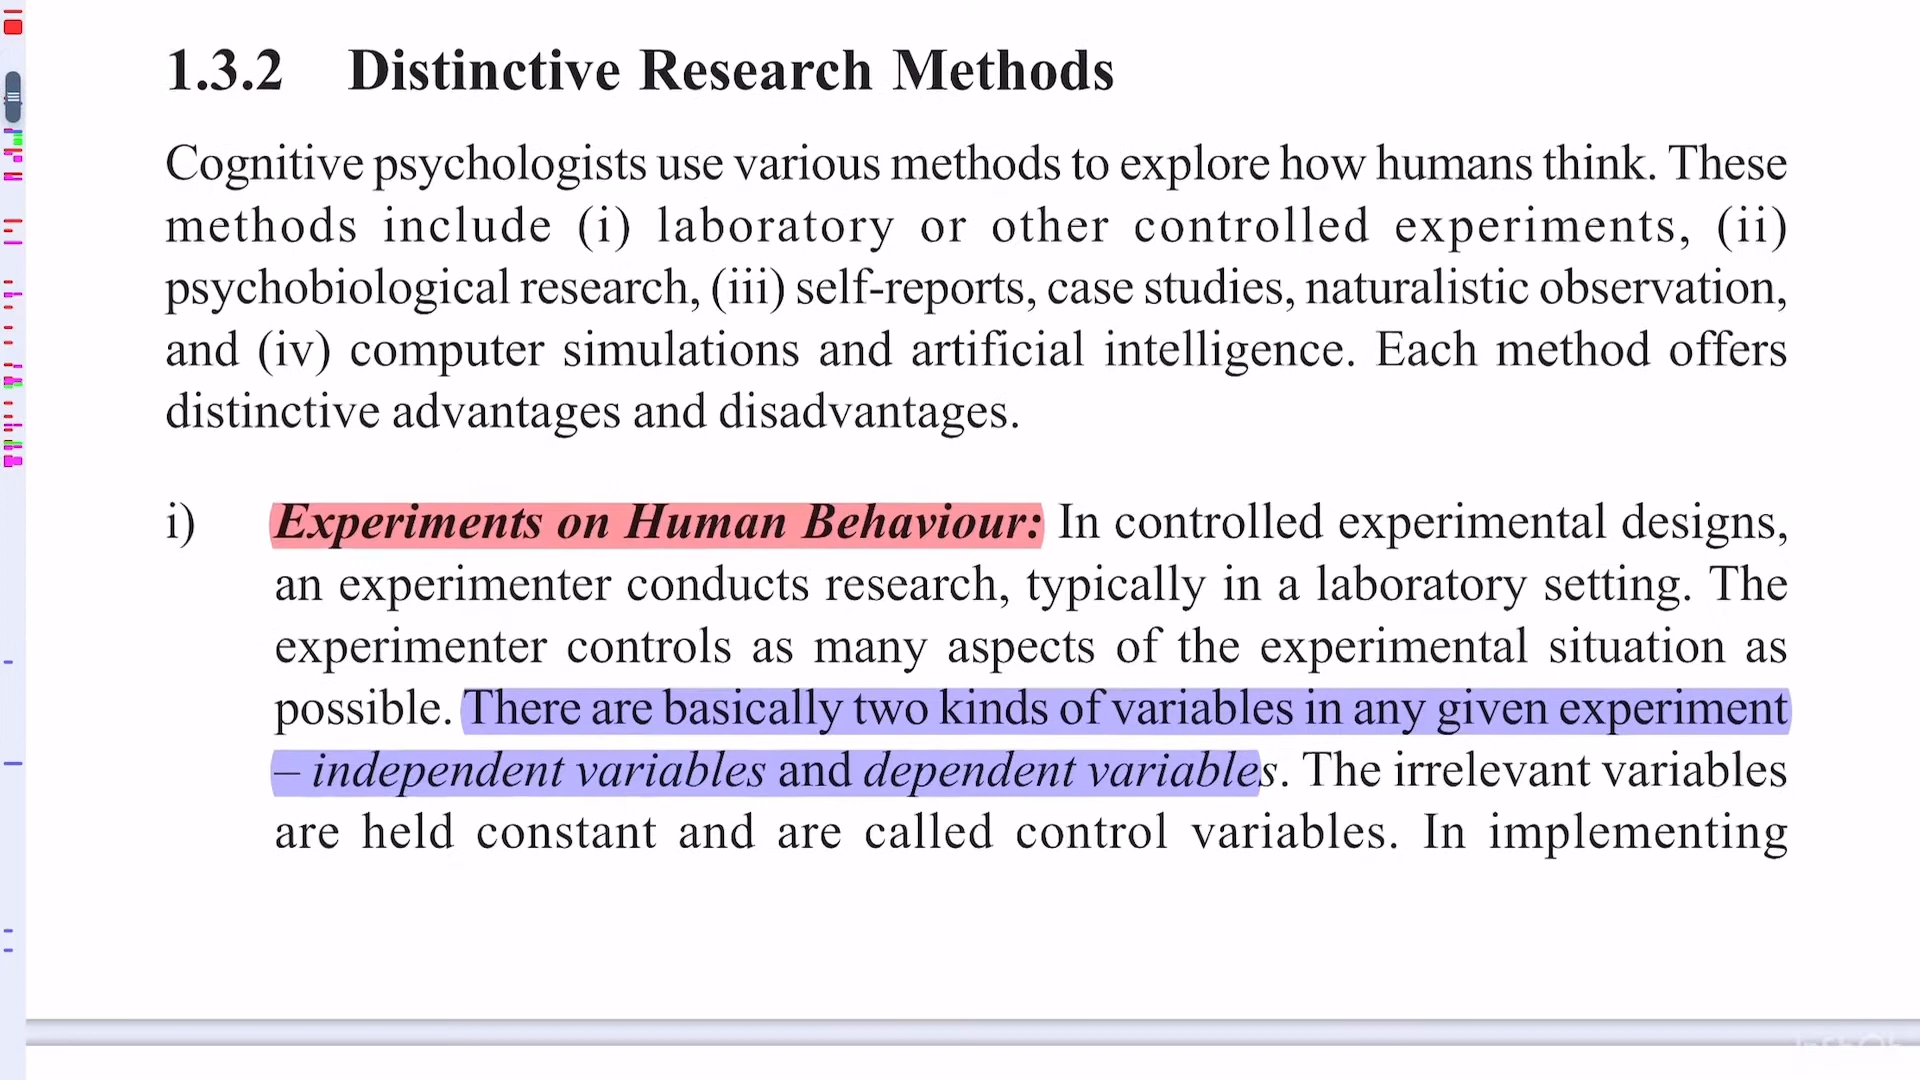 1.3.2 Distinctive Research Methods
Cognitive psychologists use various methods to explore how humans think. These
methods include (i) laboratory or other controlled experiments, (ii)
psychobiological research, (iii) self-reports, case studies, naturalistic observation,
and (iv) computer simulations and artificial intelligence. Each method offers
distinctive advantages and disadvantages.
i) Experiments on Human Behaviour: In controlled experimental designs,
an experimenter conducts research, typically in a laboratory setting. The
experimenter controls as many aspects of the experimental situation as
possible. There are basically two kinds of variables in any given experiment
– independent variables and dependent variables. The irrelevant variables
are held constant and are called control variables. In implementing